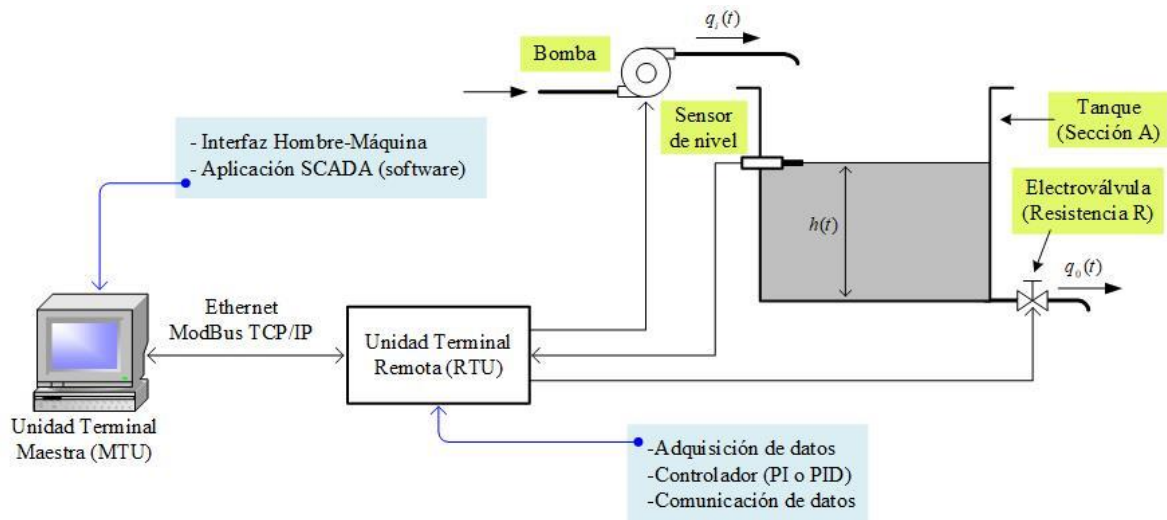 q_i(t)
Bomba
Sensor
de nivel
Tanque
(Sección A)
- Interfaz Hombre-Máquina
- Aplicación SCADA (software)
Electroválvula
(Resistencia R)
h(t)
q_0(t)
Ethernet
ModBus TCP/IP
Unidad Terminal
Remota (RTU)
Unidad Terminal
Maestra (MTU)
-Adquisición de datos
-Controlador (PI o PID)
-Comunicación de datos